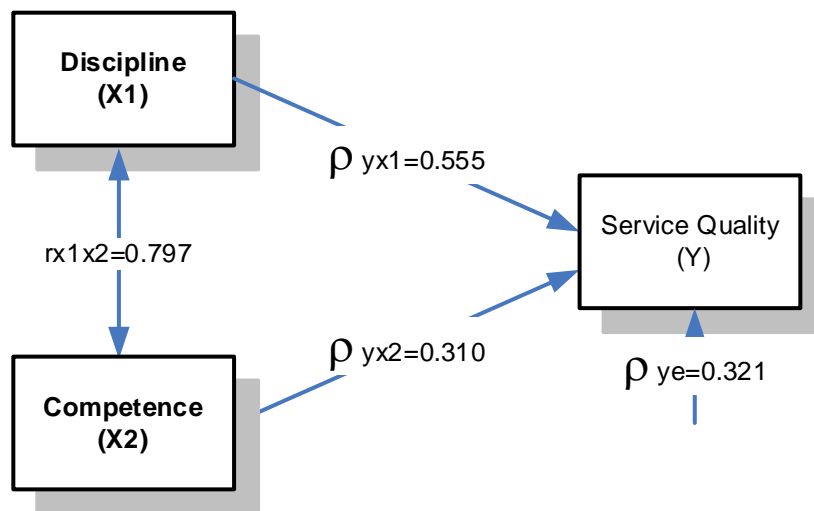 Discipline
(X1)
ρ yx1=0.555
Service Quality
(Y)
rx1x2=0.797
ρ yx2=0.310
ρ ye=0.321
Competence
(X2)